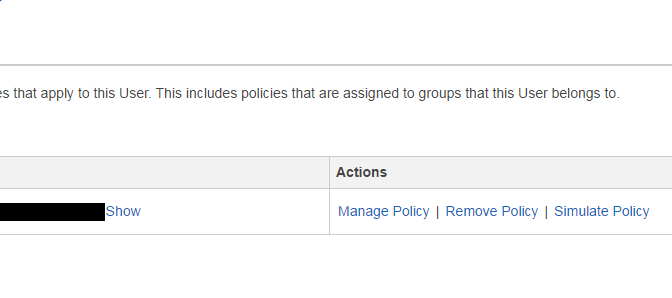 es that apply to this User. This includes policies that are assigned to groups that this User belongs to.
Actions
Show Manage Policy | Remove Policy | Simulate Policy